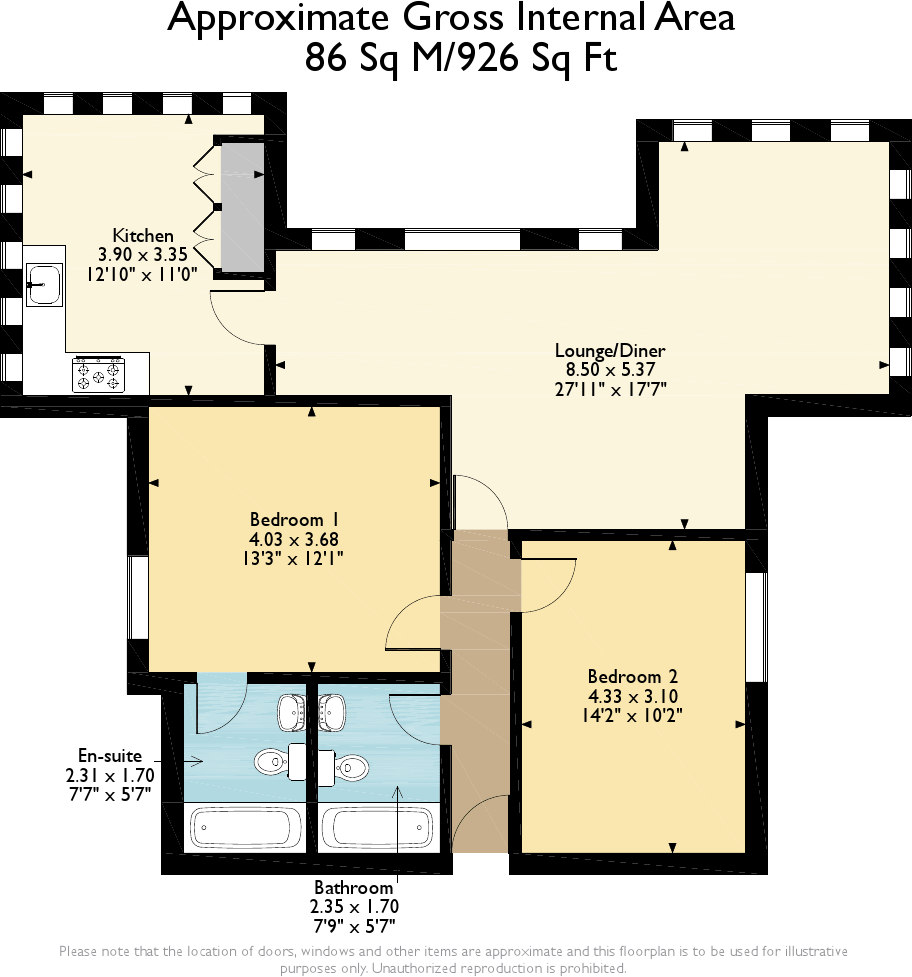 Approximate Gross Internal Area
86 Sq M/926 Sq Ft
Kitchen
3.90 x 3.35
12'10" x 11'0"
Lounge/Diner
8.50 x 5.37
27'11" x 17'7"
Bedroom 1
4.03 x 3.68
13'3" x 12'1"
Bedroom 2
4.33 x 3.10
14'2" x 10'2"
En-suite
2.31 x 1.70
7'7" x 5'7"
Bathroom
2.35 x 1.70
7'9" x 5'7"
Please note that the location of doors, windows and other items are approximate and this floorplan is to be used for illustrative
purposes only. Unauthorized reproduction is prohibited.